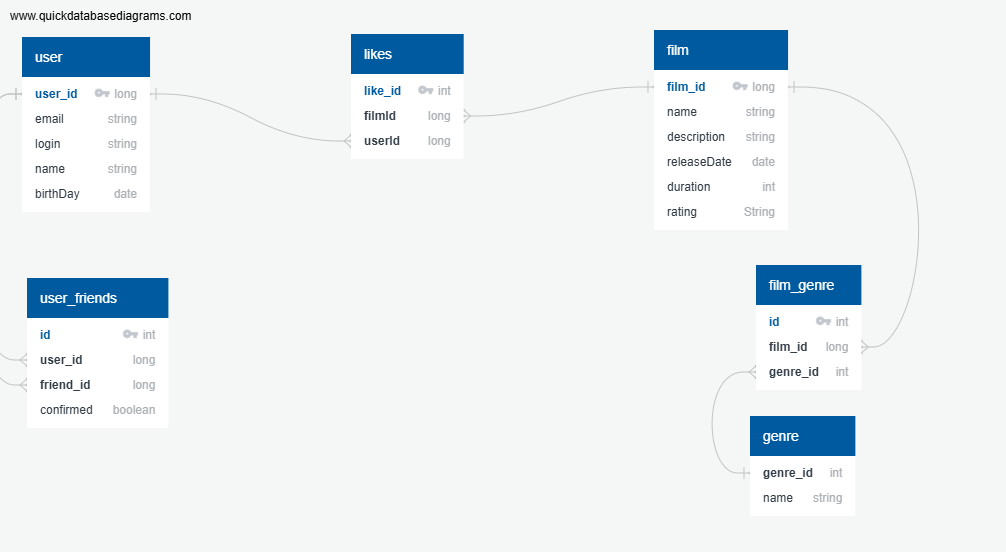 www.quickdatabasediagrams.com
user
user_id long
email string
login string
name string
birthDay date
likes
like_id int
filmId long
userId long
film
film_id long
name string
description string
releaseDate date
duration int
rating String
user_friends
id int
user_id long
friend_id long
confirmed boolean
film_genre
id int
film_id long
genre_id int
genre
genre_id int
name string